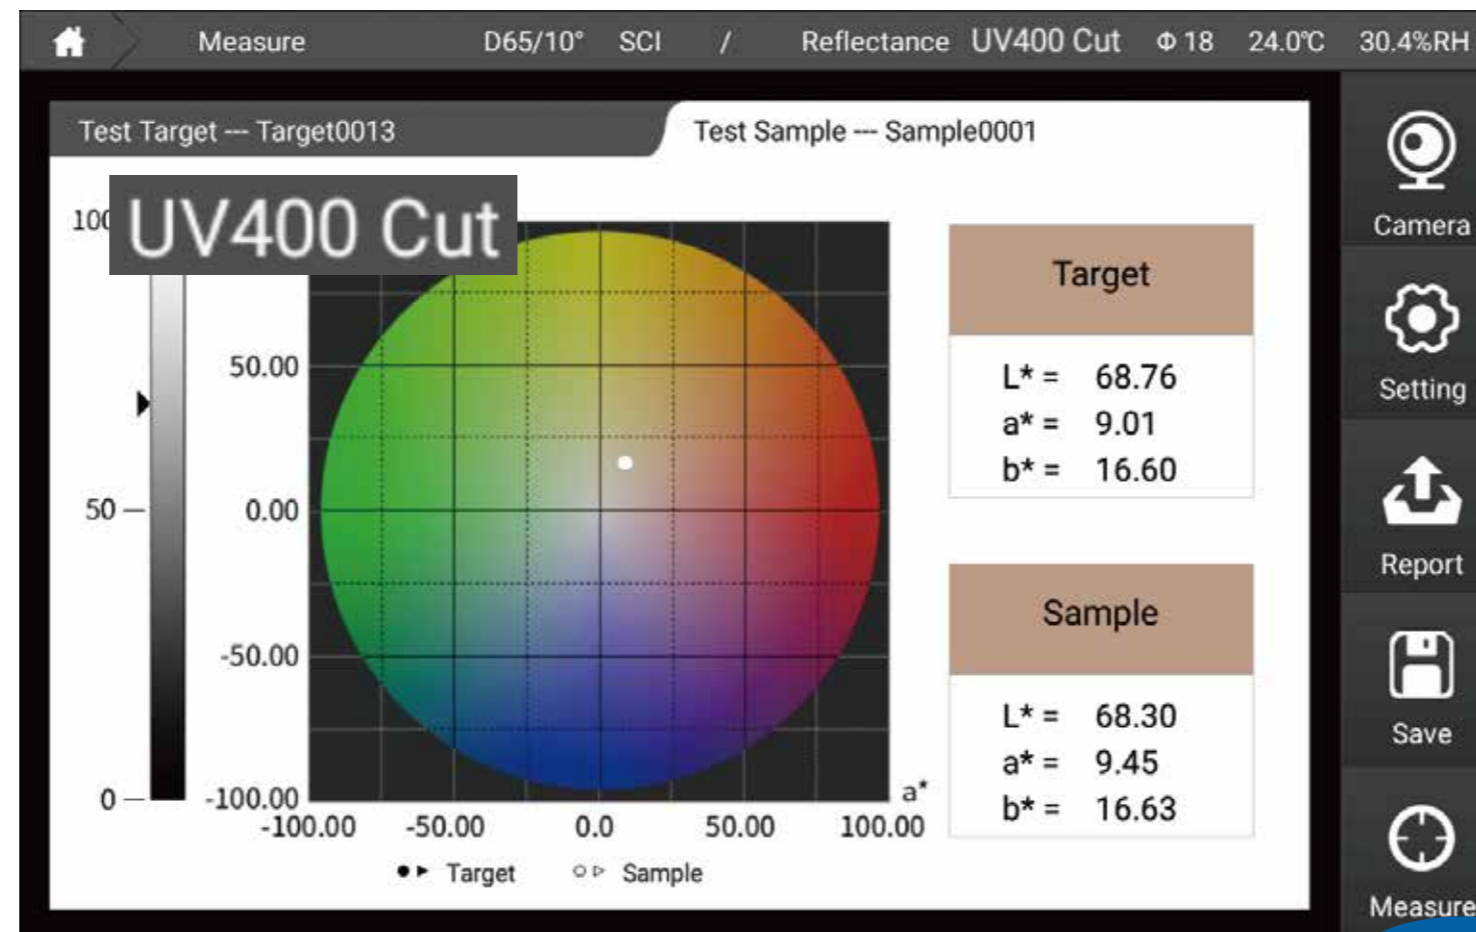 Measure D65/10° SCI / Reflectance UV400 Cut Φ 18 24.0℃ 30.4%RH
Test Target --- Target0013
Test Sample --- Sample0001
UV400 Cut
100
50
0
50.00
0.00
-50.00
-100.00
-100.00 -50.00 0.0 50.00 100.00
a*
Target
Sample
Target
L* = 68.76
a* = 9.01
b* = 16.60
Sample
L* = 68.30
a* = 9.45
b* = 16.63
Camera
Setting
Report
Save
Measure